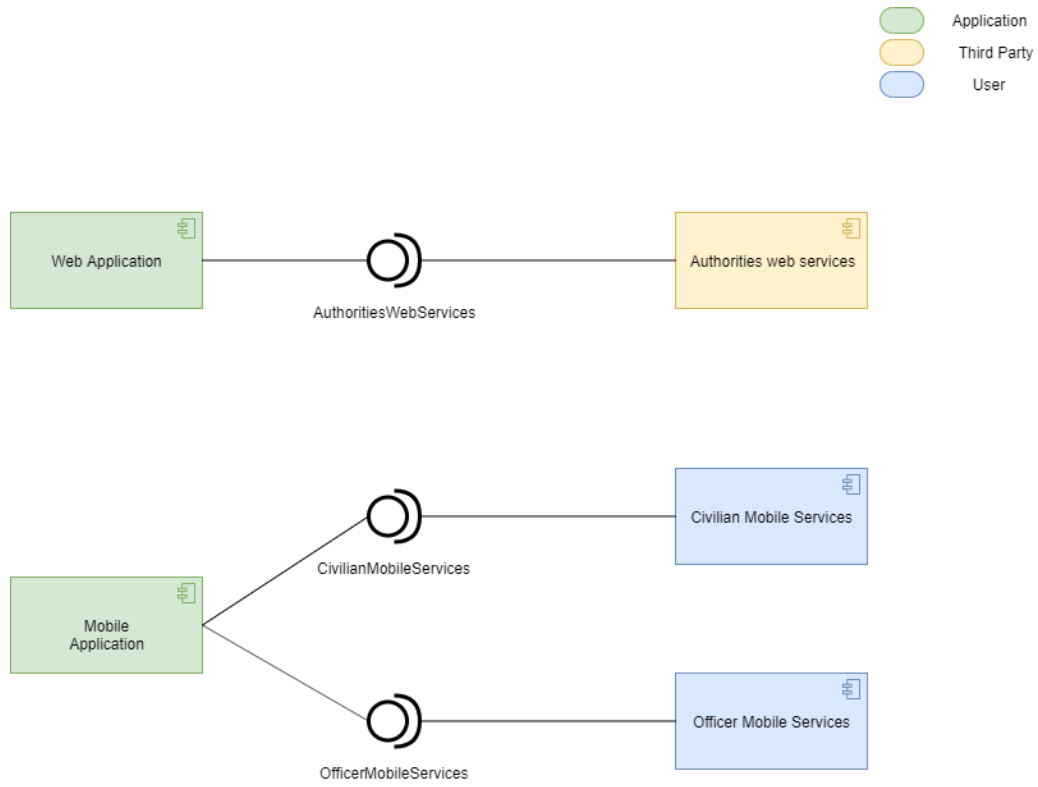 Application
Third Party
User
Web Application
AuthoritiesWebServices
Authorities web services
CivilianMobileServices
Civilian Mobile Services
Mobile
Application
OfficerMobileServices
Officer Mobile Services